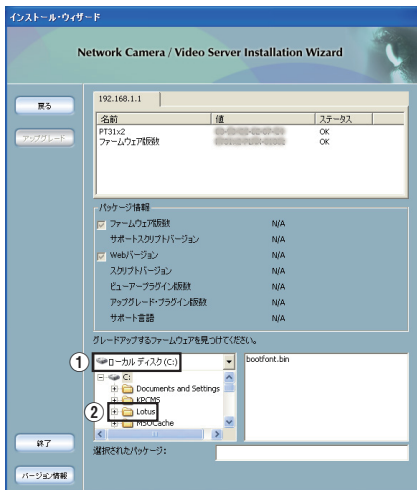 インストール・ウィザード
Network Camera / Video Server Installation Wizard
戻る
アップグレード
192.168.1.1
名前 値 ステータス
PT31x2 OK
ファームウェア版数 OK
パッケージ情報
ファームウェア版数 N/A
サポートスクリプトバージョン N/A
Webバージョン N/A
スクリプトバージョン N/A
ビューアープラグイン版数 N/A
アップグレード・プラグイン版数 N/A
サポート言語 N/A
グレードアップするファームウェアを見つけてください。
① ローカル ディスク (C:)
bootfont.bin
C:
Documents and Settings
KPCMS
② Lotus
MSOCache
選択されたパッケージ:
終了
バージョン情報